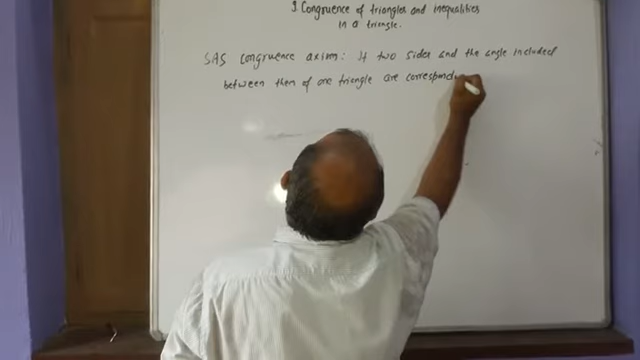 9. Congruence of triangles and inequalities
in a triangle.
SAS congruence axiom: If two sides and the angle included
between them of one triangle are correspond